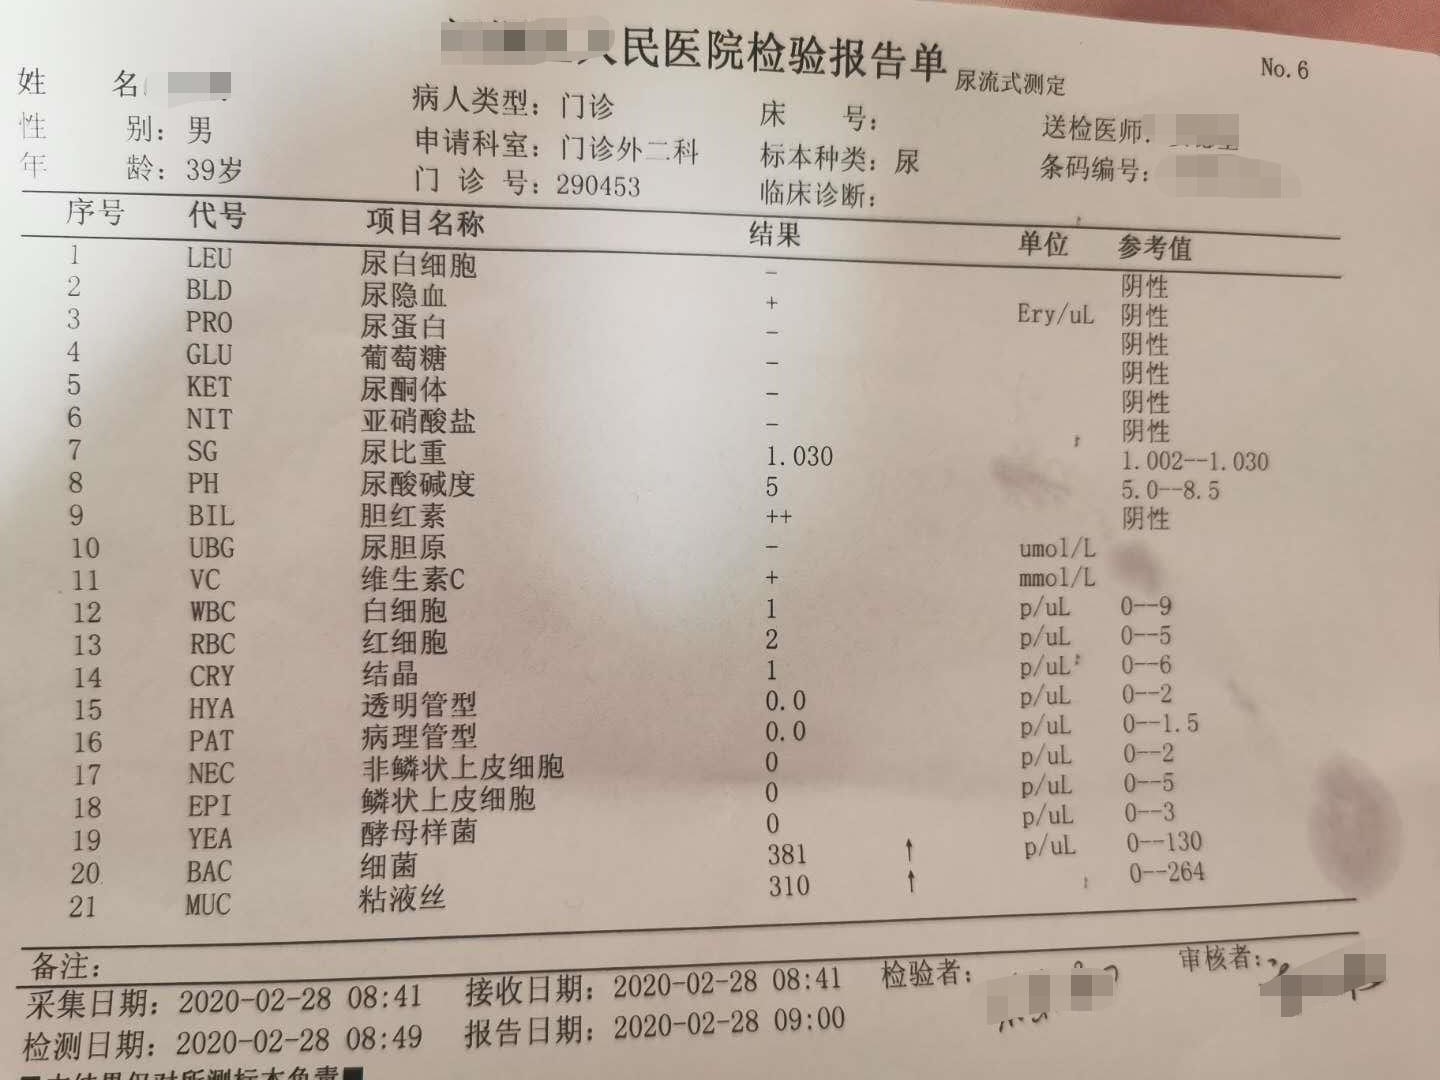 人民医院检验报告单 尿流式测定 No.6
姓 名
性 别：男 病人类型：门诊 床 号： 送检医师
年 龄：39岁 申请科室：门诊外二科 标本种类：尿 条码编号：
门 诊 号：290453 临床诊断：
序号 代号 项目名称 结果 单位 参考值
1 LEU 尿白细胞 - 阴性
2 BLD 尿隐血 + Ery/uL 阴性
3 PRO 尿蛋白 - 阴性
4 GLU 葡萄糖 - 阴性
5 KET 尿酮体 - 阴性
6 NIT 亚硝酸盐 - 阴性
7 SG 尿比重 1.030 1.002--1.030
8 PH 尿酸碱度 5 5.0--8.5
9 BIL 胆红素 ++ 阴性
10 UBG 尿胆原 - umol/L
11 VC 维生素C + mmol/L
12 WBC 白细胞 1 p/uL 0--9
13 RBC 红细胞 2 p/uL 0--5
14 CRY 结晶 1 p/uL 0--6
15 HYA 透明管型 0.0 p/uL 0--2
16 PAT 病理管型 0.0 p/uL 0--1.5
17 NEC 非鳞状上皮细胞 0 p/uL 0--2
18 EPI 鳞状上皮细胞 0 p/uL 0--5
19 YEA 酵母样菌 0 p/uL 0--3
20 BAC 细菌 381 ↑ p/uL 0--130
21 MUC 粘液丝 310 ↑ 0--264
备注：
采集日期：2020-02-28 08:41 接收日期：2020-02-28 08:41 检验者： 审核者：
检测日期：2020-02-28 08:49 报告日期：2020-02-28 09:00
■本结果仅对所测标本负责■